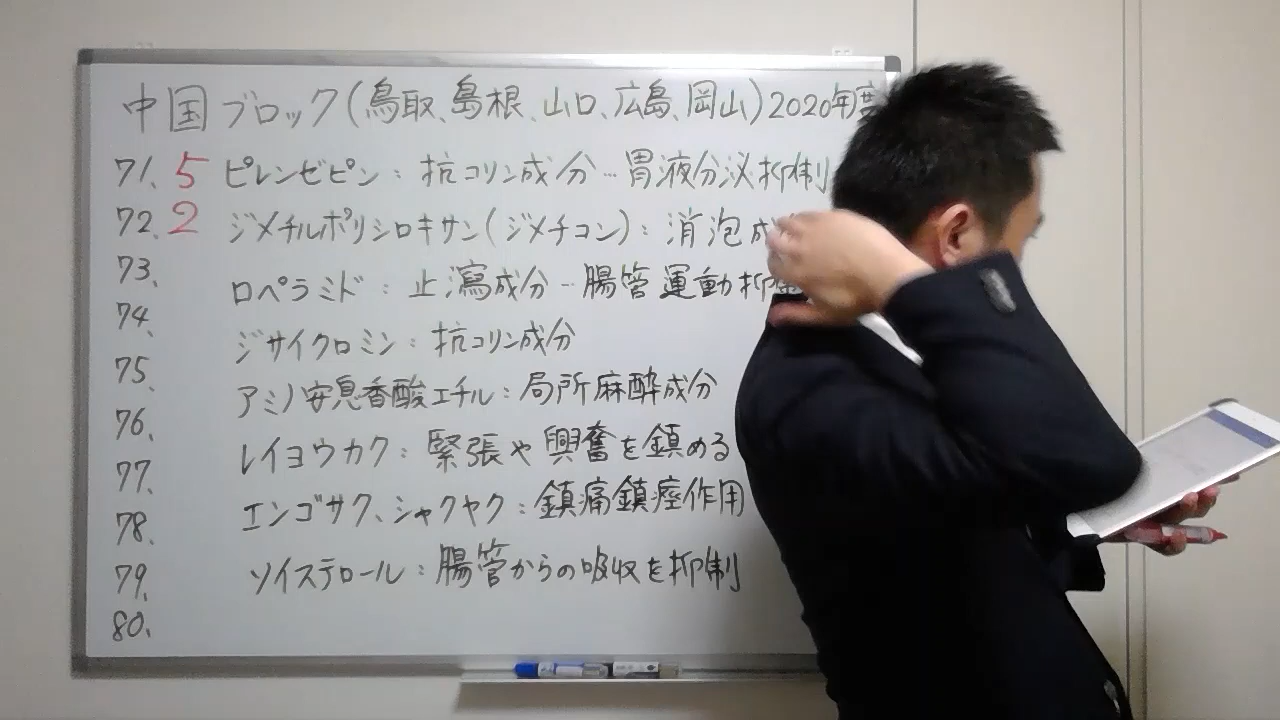 中国ブロック(鳥取、島根、山口、広島、岡山)2020年度
71. 5 ピレンゼピン：抗コリン成分…胃液分泌抑制
72. 2 ジメチルポリシロキサン(ジメチコン)：消泡成
73.
ロペラミド：止瀉成分…腸管運動抑制
74.
ジサイクロミン：抗コリン成分
75.
アミノ安息香酸エチル：局所麻酔成分
76.
レイヨウカク：緊張や興奮を鎮める
77.
エンゴサク、シャクヤク：鎮痛鎮痙作用
78.
ソイステロール：腸管からの吸収を抑制
79.
80.